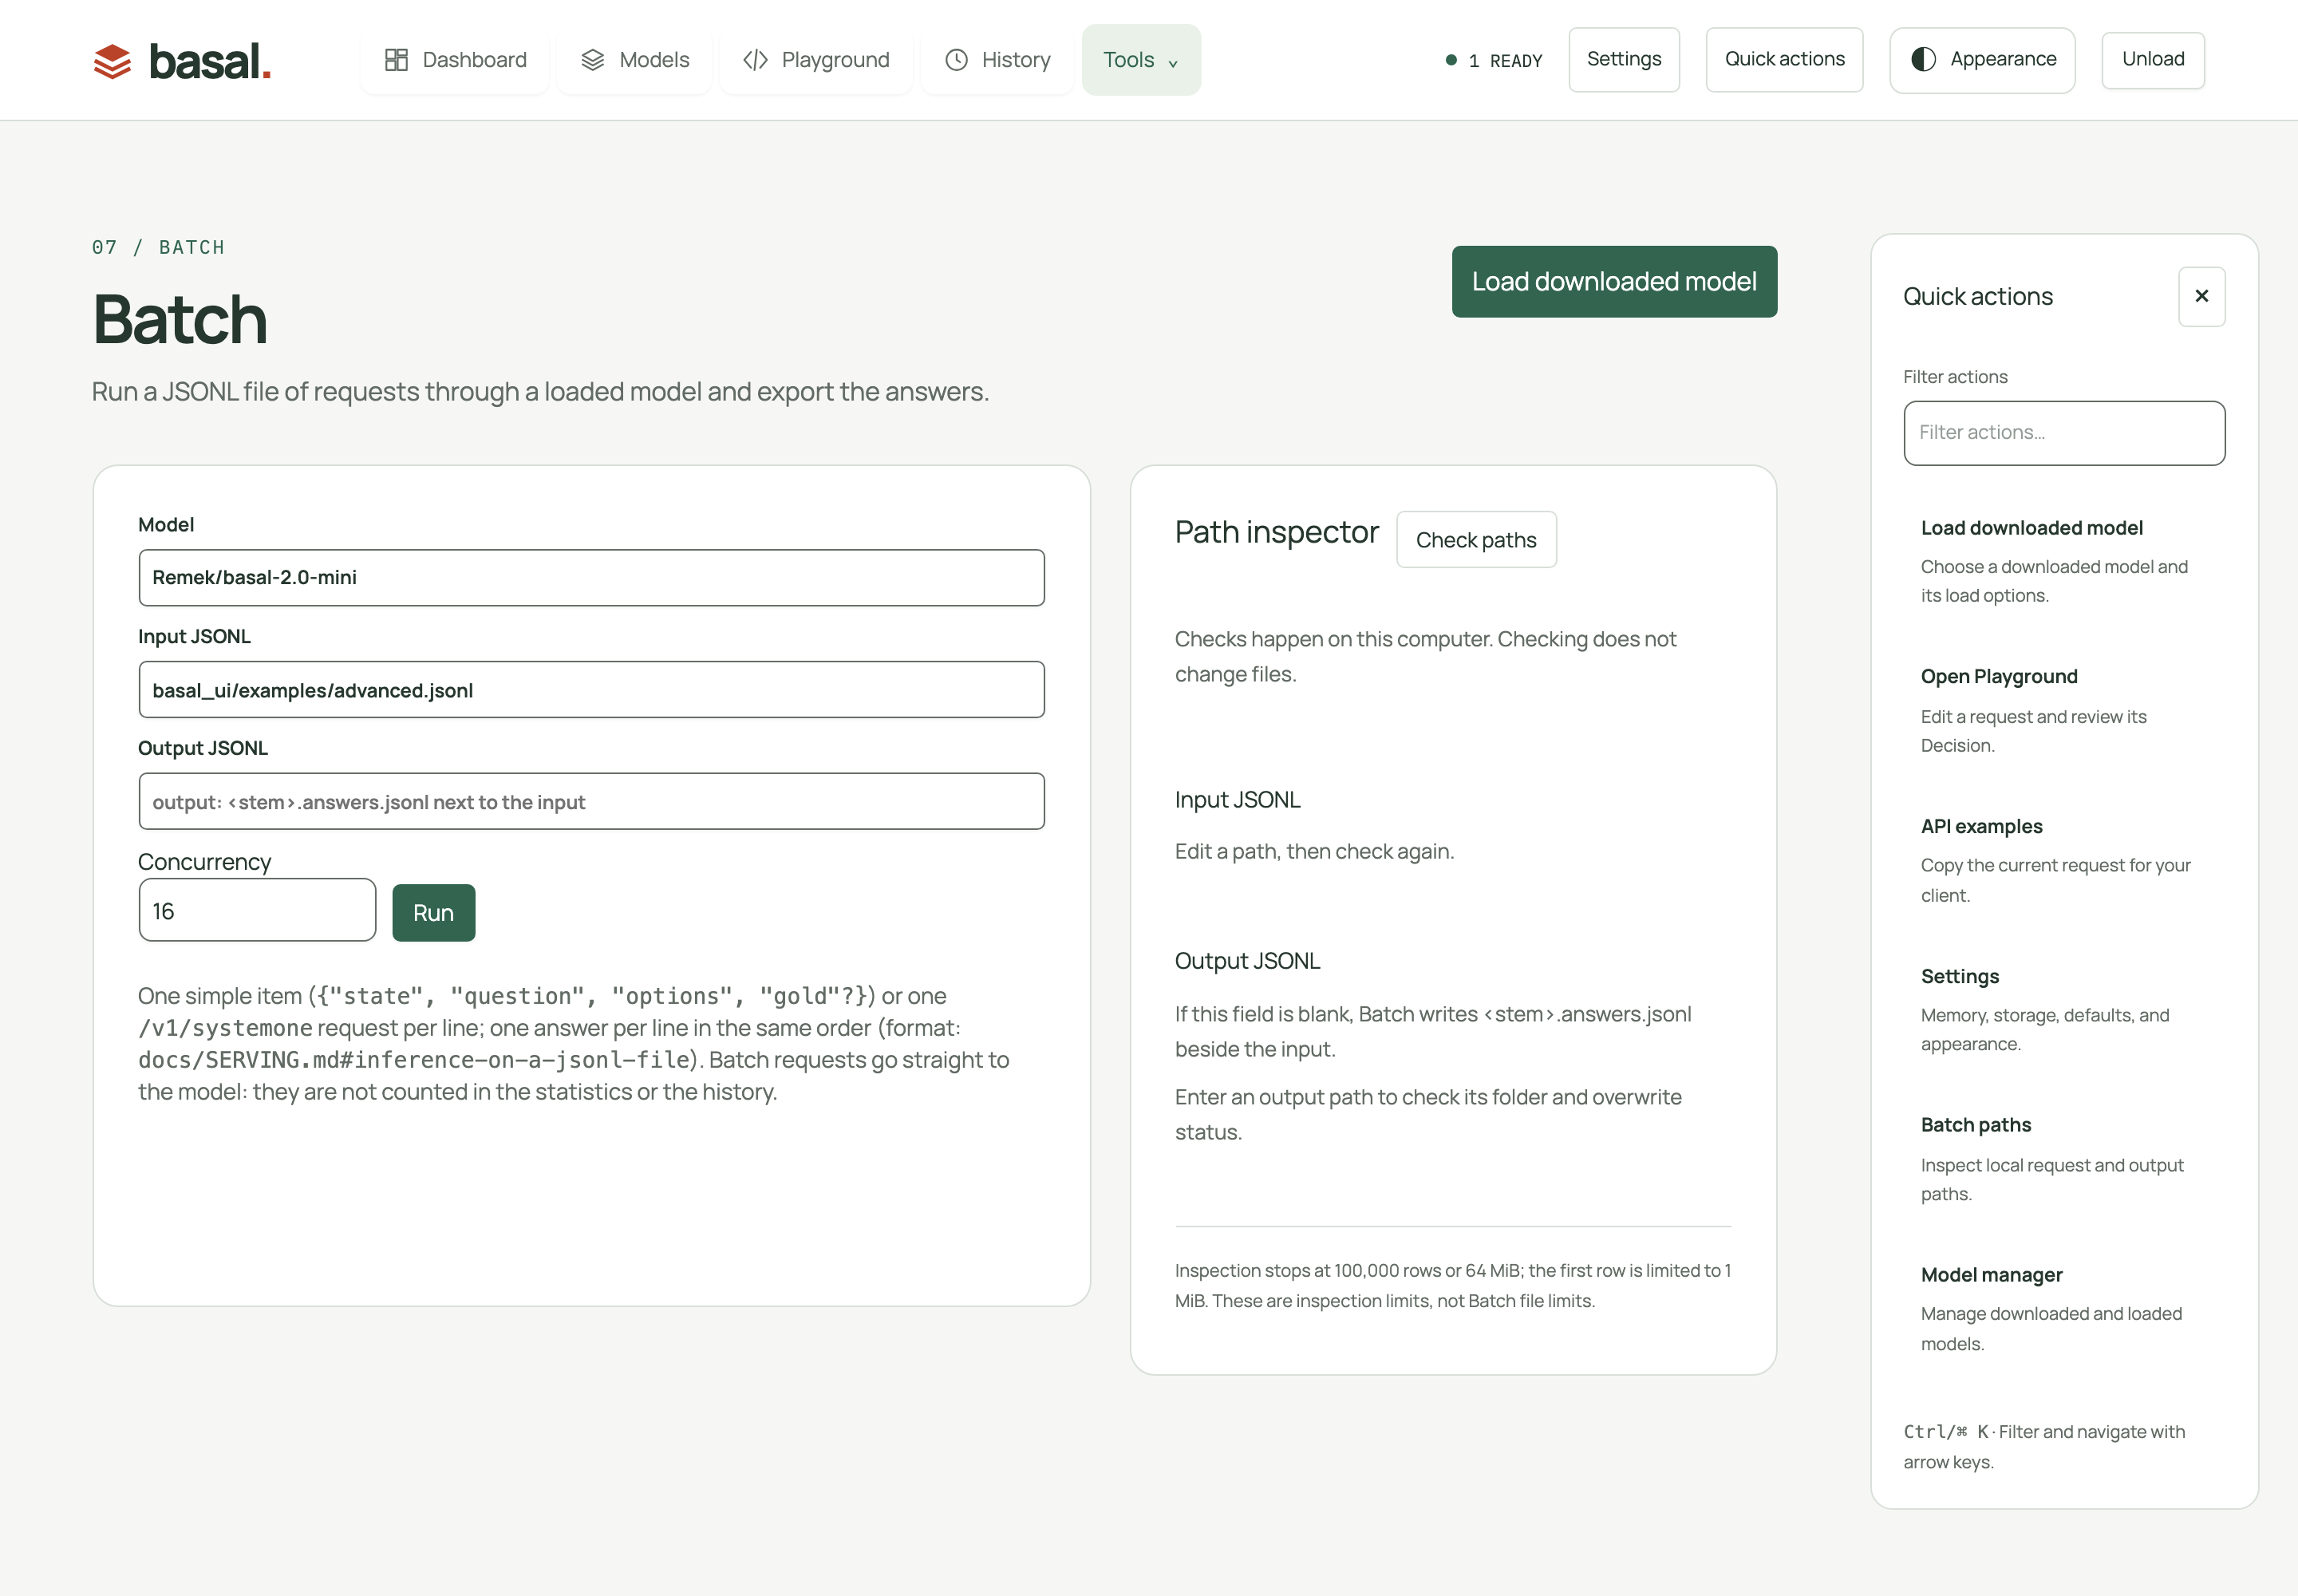 basal.
Dashboard
Models
Playground
History
Tools
1 READY
Settings
Quick actions
Appearance
Unload
07 / BATCH
Batch
Run a JSONL file of requests through a loaded model and export the answers.
Load downloaded model
Model
Remek/basal-2.0-mini
Input JSONL
basal_ui/examples/advanced.jsonl
Output JSONL
output: <stem>.answers.jsonl next to the input
Concurrency
16
Run
One simple item ({"state", "question", "options", "gold"?}) or one
/v1/systemone request per line; one answer per line in the same order (format:
docs/SERVING.md#inference-on-a-jsonl-file). Batch requests go straight to
the model: they are not counted in the statistics or the history.
Path inspector
Check paths
Checks happen on this computer. Checking does not
change files.
Input JSONL
Edit a path, then check again.
Output JSONL
If this field is blank, Batch writes <stem>.answers.jsonl
beside the input.
Enter an output path to check its folder and overwrite
status.
Inspection stops at 100,000 rows or 64 MiB; the first row is limited to 1
MiB. These are inspection limits, not Batch file limits.
Quick actions
×
Filter actions
Filter actions…
Load downloaded model
Choose a downloaded model and
its load options.
Open Playground
Edit a request and review its
Decision.
API examples
Copy the current request for your
client.
Settings
Memory, storage, defaults, and
appearance.
Batch paths
Inspect local request and output
paths.
Model manager
Manage downloaded and loaded
models.
Ctrl/⌘ K · Filter and navigate with
arrow keys.